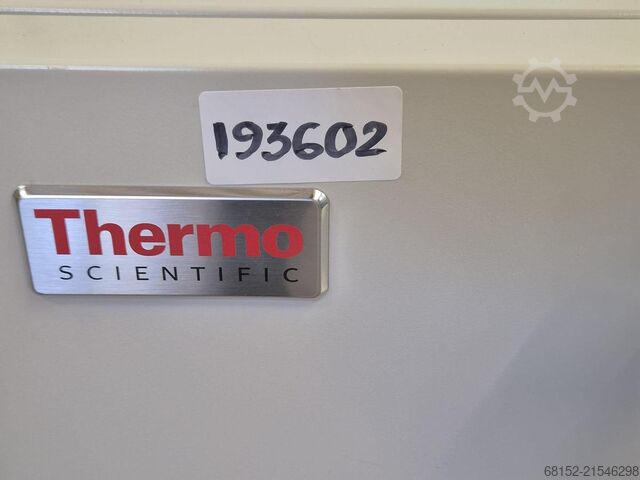 193602
Thermo
SCIENTIFIC
68152-21546298